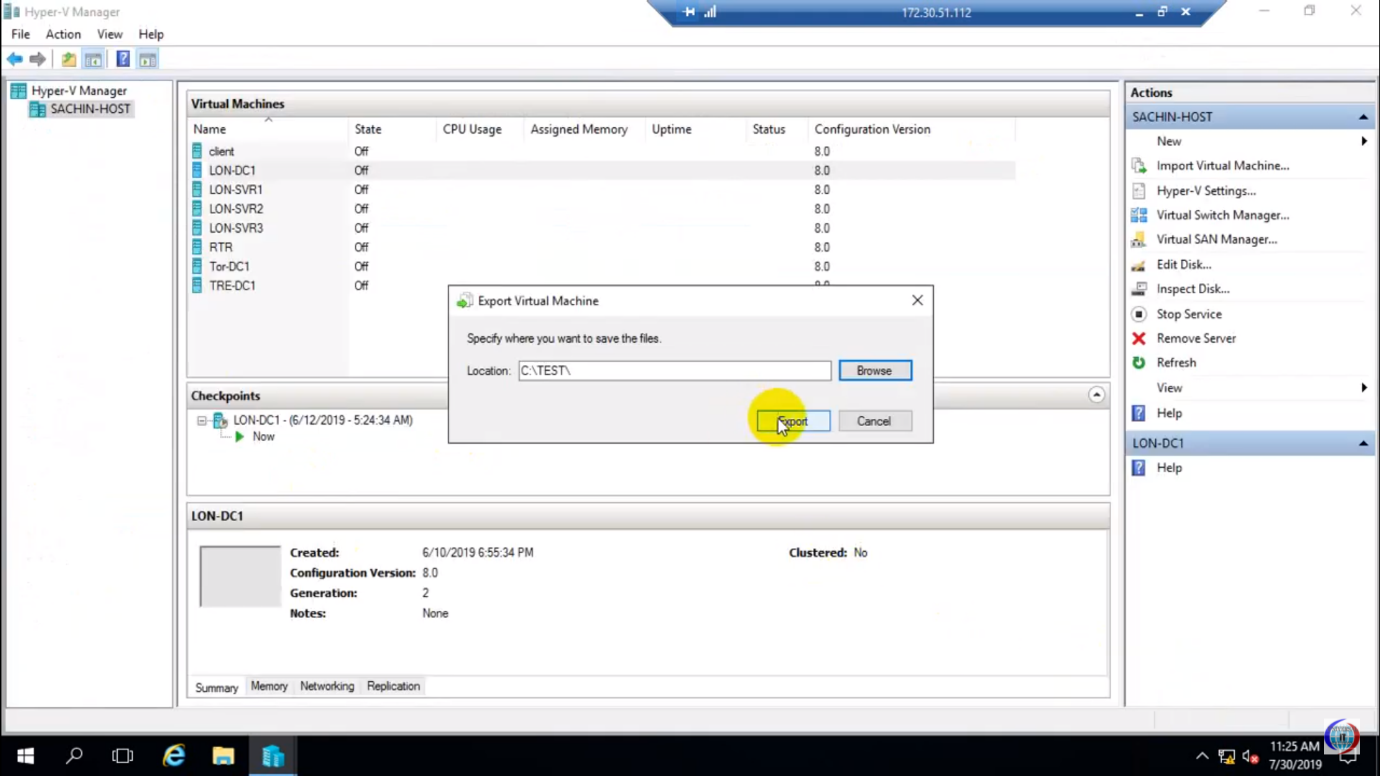 Hyper-V Manager
172.30.51.112
File Action View Help
Hyper-V Manager
SACHIN-HOST
Virtual Machines
Name State CPU Usage Assigned Memory Uptime Status Configuration Version
client Off 8.0
LON-DC1 Off 8.0
LON-SVR1 Off 8.0
LON-SVR2 Off 8.0
LON-SVR3 Off 8.0
RTR Off 8.0
Tor-DC1 Off 8.0
TRE-DC1 Off
Export Virtual Machine
Specify where you want to save the files.
Location: C:\TEST\ Browse
Export Cancel
Checkpoints
LON-DC1 - (6/12/2019 - 5:24:34 AM)
Now
LON-DC1
Created: 6/10/2019 6:55:34 PM Clustered: No
Configuration Version: 8.0
Generation: 2
Notes: None
Summary Memory Networking Replication
Actions
SACHIN-HOST
New
Import Virtual Machine...
Hyper-V Settings...
Virtual Switch Manager...
Virtual SAN Manager...
Edit Disk...
Inspect Disk...
Stop Service
Remove Server
Refresh
View
Help
LON-DC1
Help
11:25 AM
7/30/2019